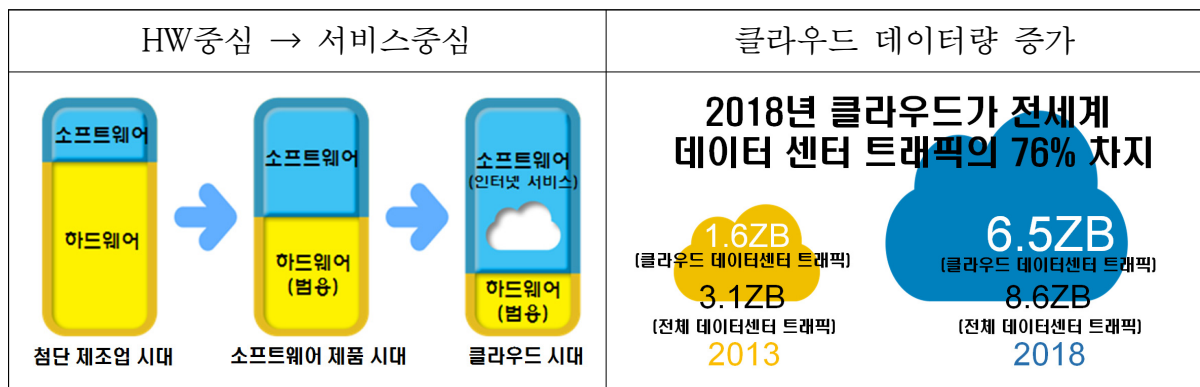 HW중심 → 서비스중심
클라우드 데이터량 증가
소프트웨어
하드웨어
첨단 제조업 시대
소프트웨어
하드웨어
(범용)
소프트웨어 제품 시대
소프트웨어
(인터넷 서비스)
하드웨어
(범용)
클라우드 시대
2018년 클라우드가 전세계
데이터 센터 트래픽의 76% 차지
1.6ZB
(클라우드 데이터센터 트래픽)
3.1ZB
(전체 데이터센터 트래픽)
2013
6.5ZB
(클라우드 데이터센터 트래픽)
8.6ZB
(전체 데이터센터 트래픽)
2018